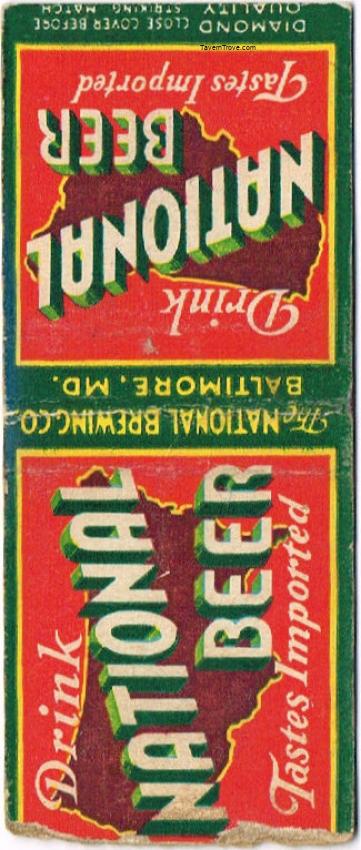 TavernTrove.com
DIAMOND QUALITY
CLOSE COVER BEFORE
STRIKING MATCH
Drink
NATIONAL
BEER
Tastes Imported
The NATIONAL BREWING CO.
BALTIMORE, MD.
Drink
NATIONAL
BEER
Tastes Imported